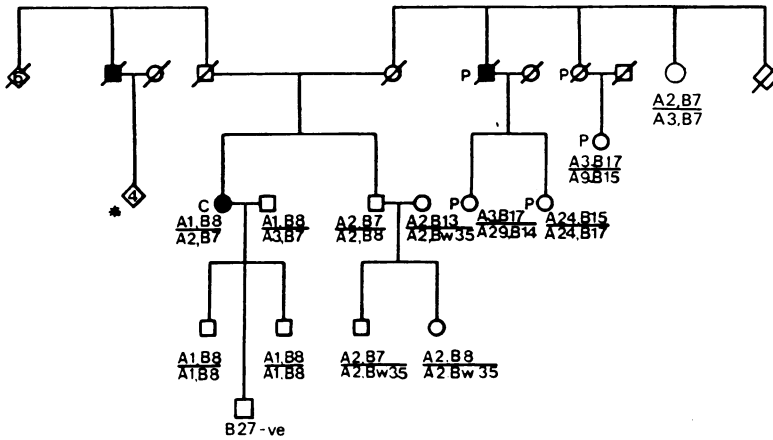 6
P
P
A2,B7
A3,B7
P
A3.B17
A9.B15
4
*
C
P
P
A1,B8
A2,B7
A1,B8
A3,B7
A2,B7
A2,B8
A2.B13
A2,Bw35
A3.B17
A29,B14
A24,B15
A24,B17
A1,B8
A1,B8
A1,B8
A1.B8
A2,B7
A2.Bw35
A2.B8
A2.Bw35
B27-ve